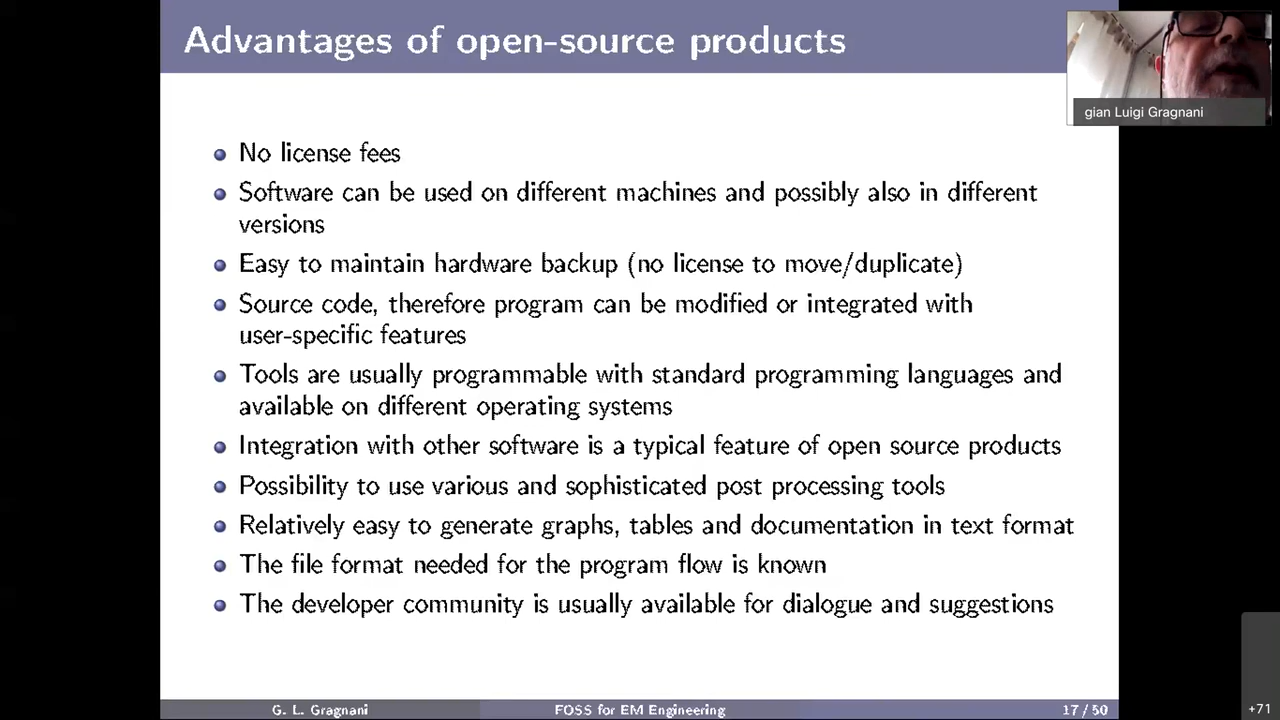 Advantages of open-source products
gian Luigi Gragnani
No license fees
Software can be used on different machines and possibly also in different
versions
Easy to maintain hardware backup (no license to move/duplicate)
Source code, therefore program can be modified or integrated with
user-specific features
Tools are usually programmable with standard programming languages and
available on different operating systems
Integration with other software is a typical feature of open source products
Possibility to use various and sophisticated post processing tools
Relatively easy to generate graphs, tables and documentation in text format
The file format needed for the program flow is known
The developer community is usually available for dialogue and suggestions
G. L. Gragnani FOSS for EM Engineering 17 / 50
+71